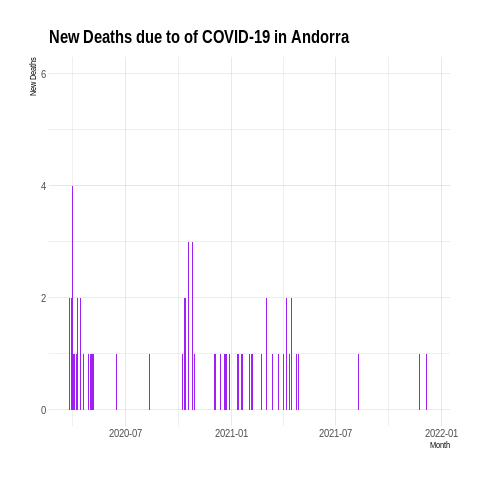 New Deaths due to of COVID-19 in Andorra
New Deaths
6
4
2
0
2020-07
2021-01
2021-07
2022-01
Month